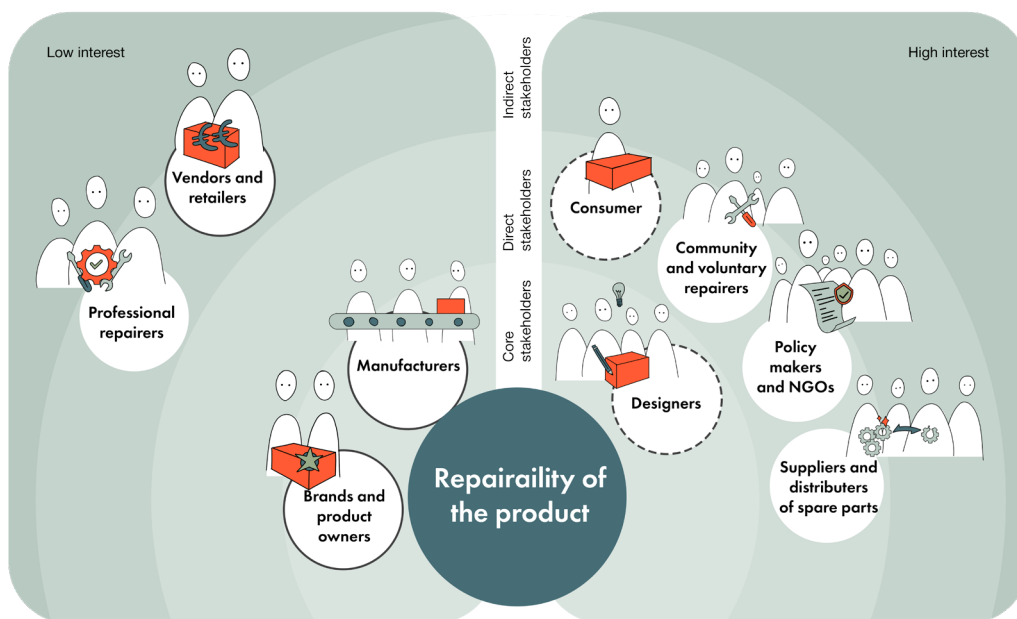 Low interest
High interest
Indirect
stakeholders
Direct
stakeholders
Core
stakeholders
Vendors and
retailers
Professional
repairers
Manufacturers
Brands and
product
owners
Consumer
Community
and voluntary
repairers
Policy
makers
and NGOs
Designers
Suppliers and
distributers
of spare parts
Repairaility of
the product